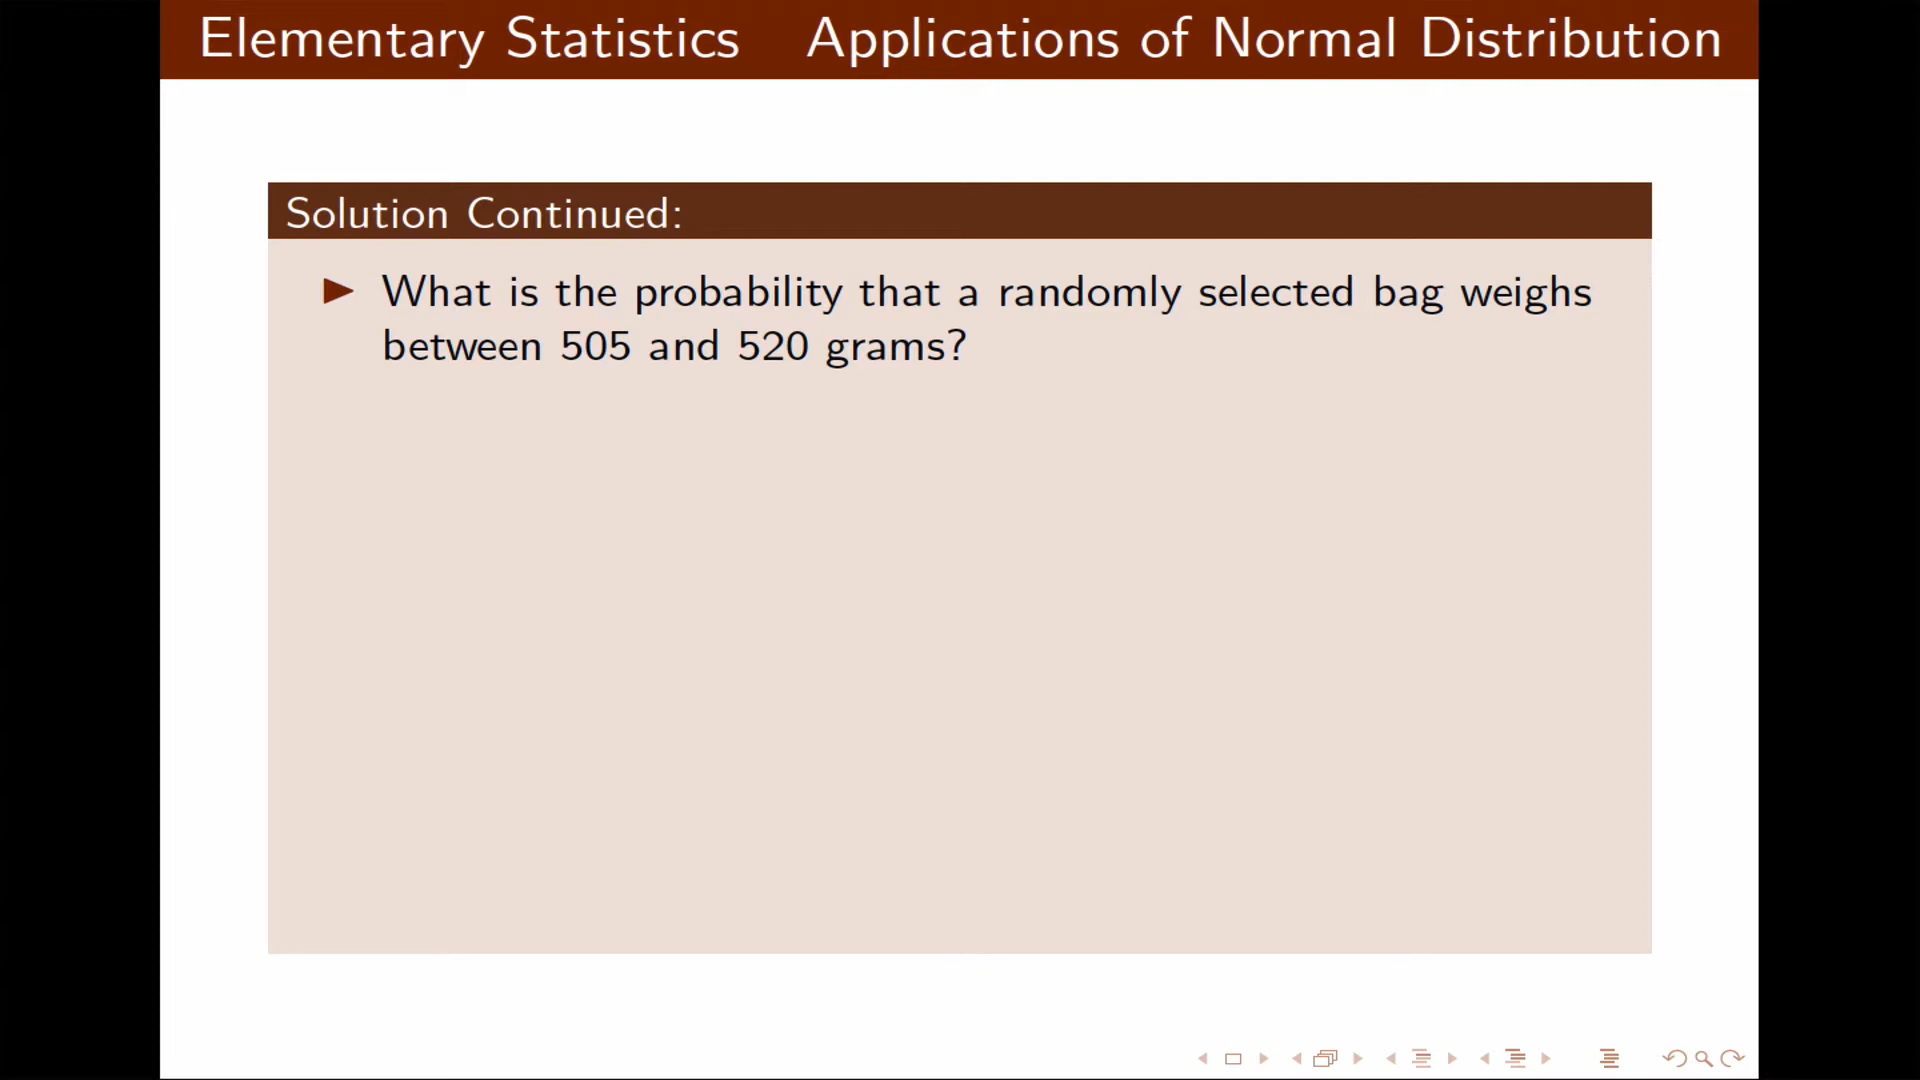 Elementary Statistics Applications of Normal Distribution
Solution Continued:
What is the probability that a randomly selected bag weighs
between 505 and 520 grams?